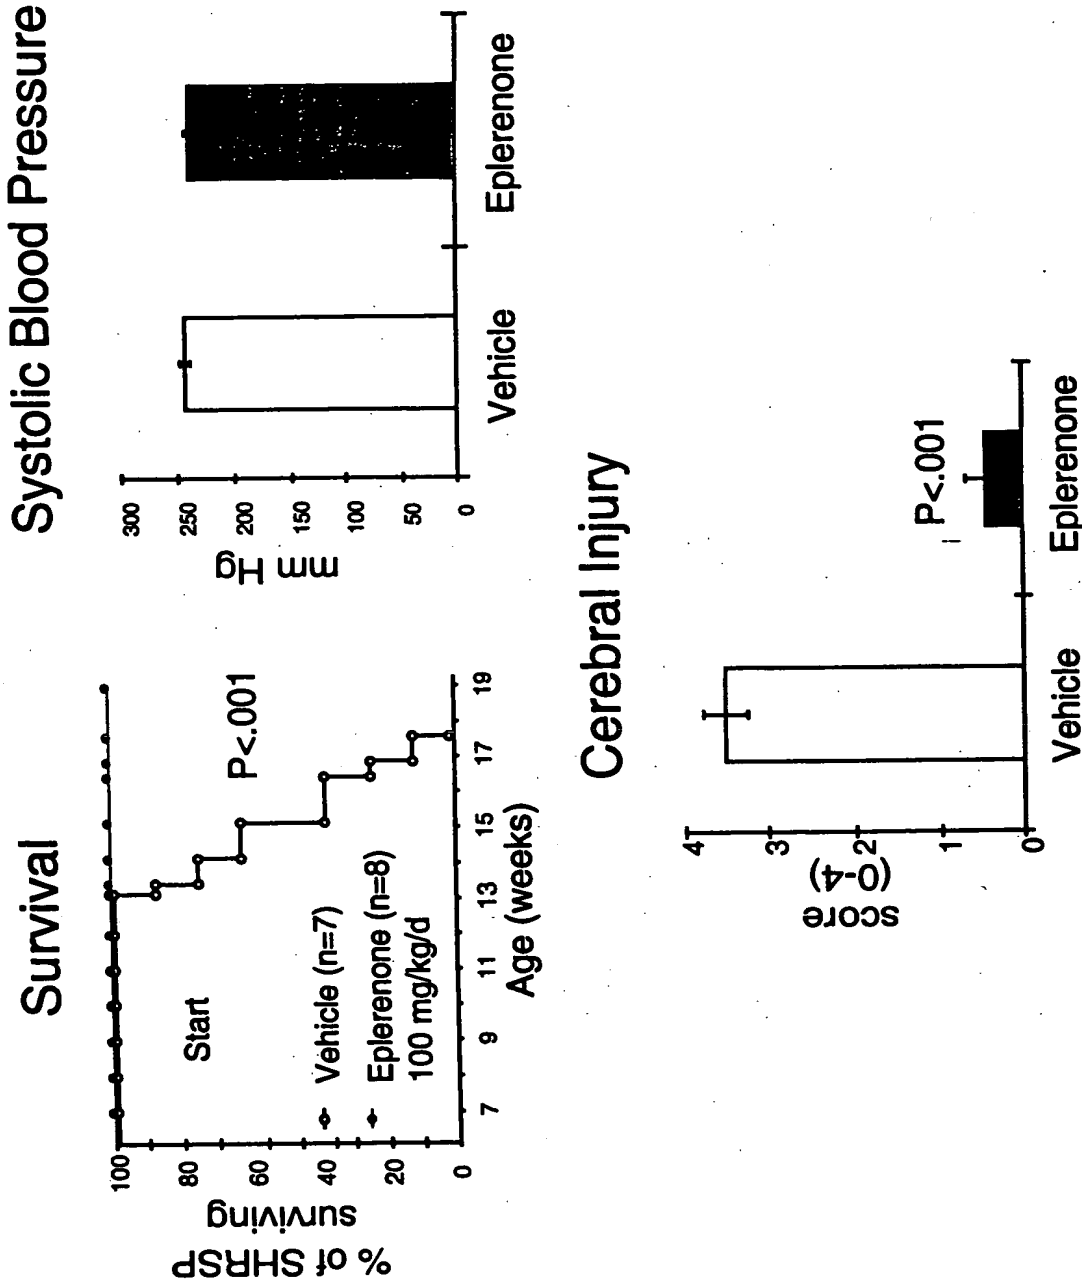 Survival
% of SHRSP
surviving
100
80
60
40
20
0
Start
P<.001
Vehicle (n=7)
Eplerenone (n=8)
100 mg/kg/d
7 9 11 13 15 17 19
Age (weeks)
Systolic Blood Pressure
mm Hg
300
250
200
150
100
50
0
Vehicle Eplerenone
Cerebral Injury
score
(0-4)
4
3
2
1
0
P<.001
Vehicle Eplerenone